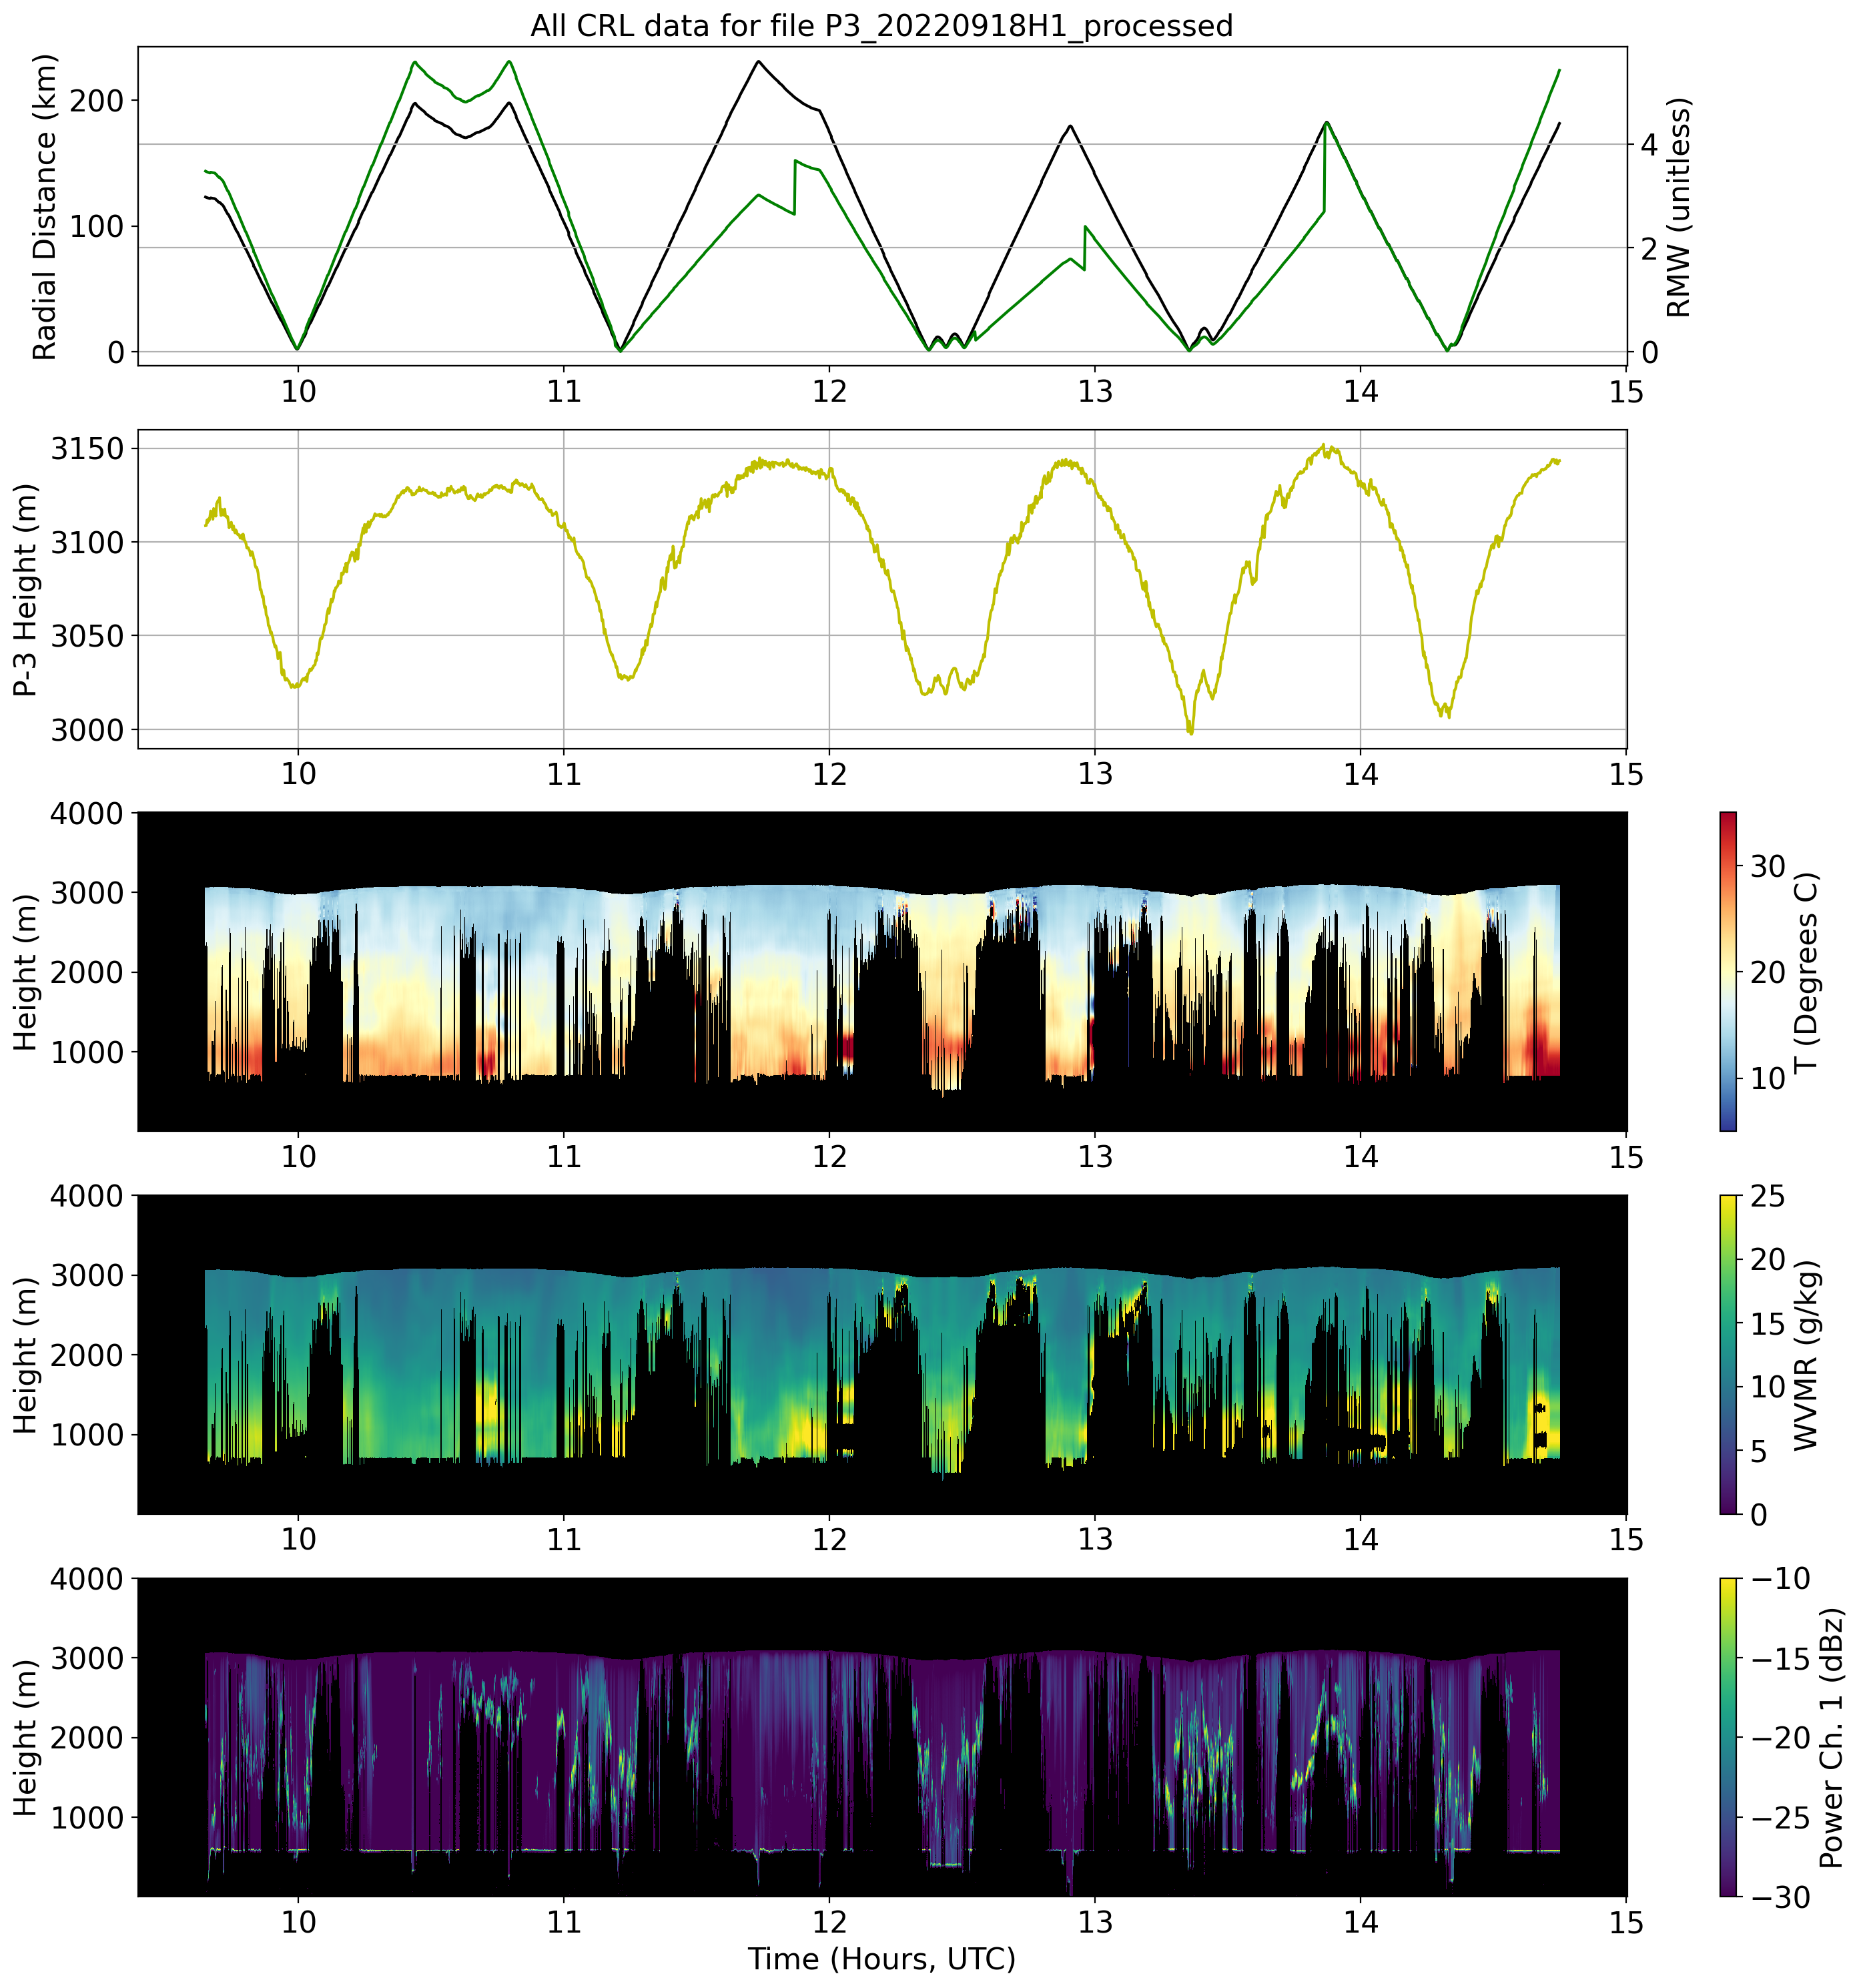 All CRL data for file P3_20220918H1_processed
Radial Distance (km)
200
100
0
4
2
0
RMW (unitless)
10 11 12 13 14 15
P-3 Height (m)
3150
3100
3050
3000
10 11 12 13 14 15
Height (m)
4000
3000
2000
1000
10 11 12 13 14 15
30
20
10
T (Degrees C)
Height (m)
4000
3000
2000
1000
10 11 12 13 14 15
25
20
15
10
5
0
WVMR (g/kg)
Height (m)
4000
3000
2000
1000
10 11 12 13 14 15
−10
−15
−20
−25
−30
Power Ch. 1 (dBz)
Time (Hours, UTC)